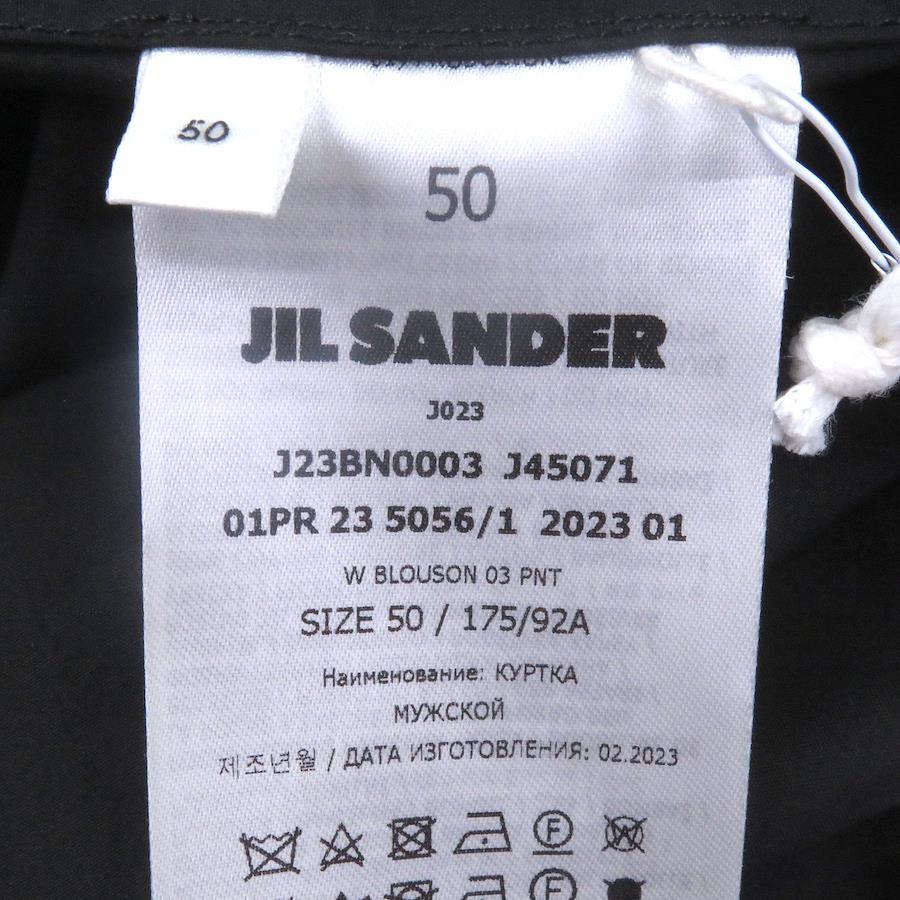 50
50
JIL SANDER
J023
J23BN0003 J45071
01PR 23 5056/1 2023 01
W BLOUSON 03 PNT
SIZE 50 / 175/92A
Наименование: КУРТКА
МУЖСКОЙ
제조년월 / ДАТА ИЗГОТОВЛЕНИЯ: 02.2023
F W
F